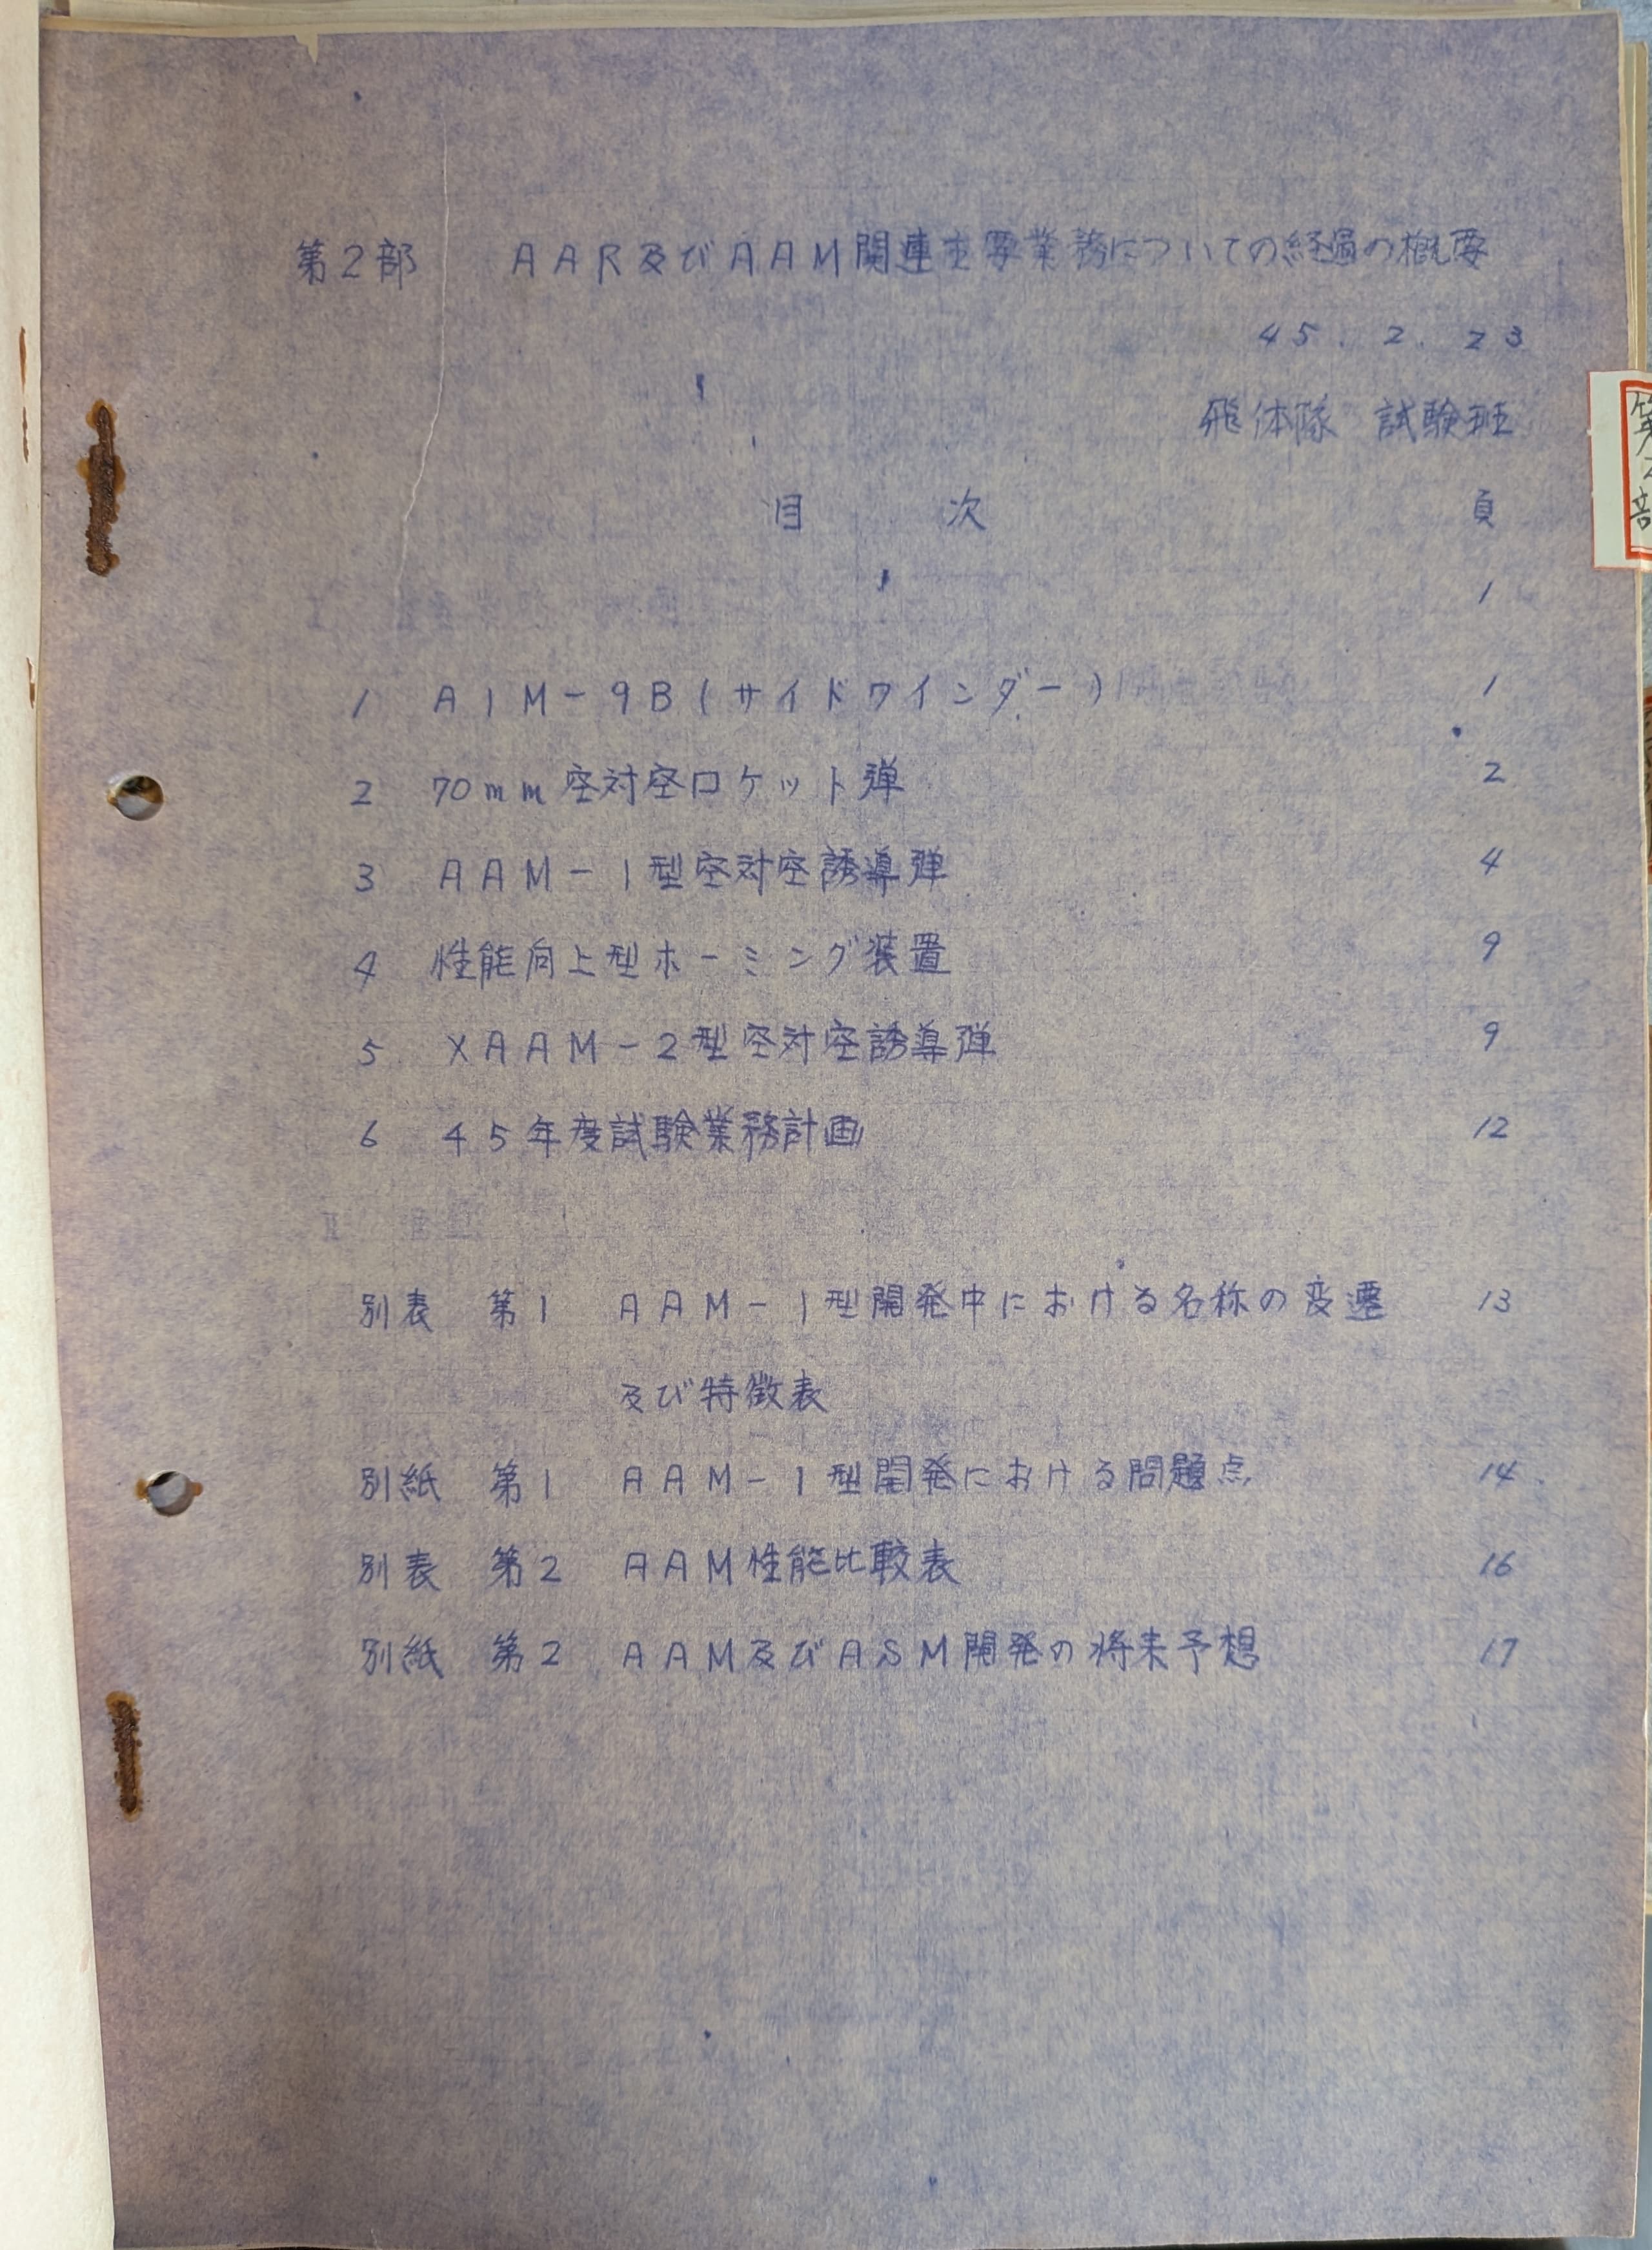 第2部　AAR及びAAM関連主要業務についての経過の概要
45.2.23
飛体隊　試験班
目　次　頁
1
1　AIM-9B(サイドワインダー)　1
2　70mm空対空ロケット弾　2
3　AAM-1型空対空誘導弾　4
4　性能向上型ホーミング装置　9
5　XAAM-2型空対空誘導弾　9
6　45年度試験業務計画　12
別表　第1　AAM-1型開発中における名称の変遷　13
及び特徴表
別紙　第1　AAM-1型開発における問題点　14
別表　第2　AAM性能比較表　16
別紙　第2　AAM及びASM開発の将来予想　17
第2部